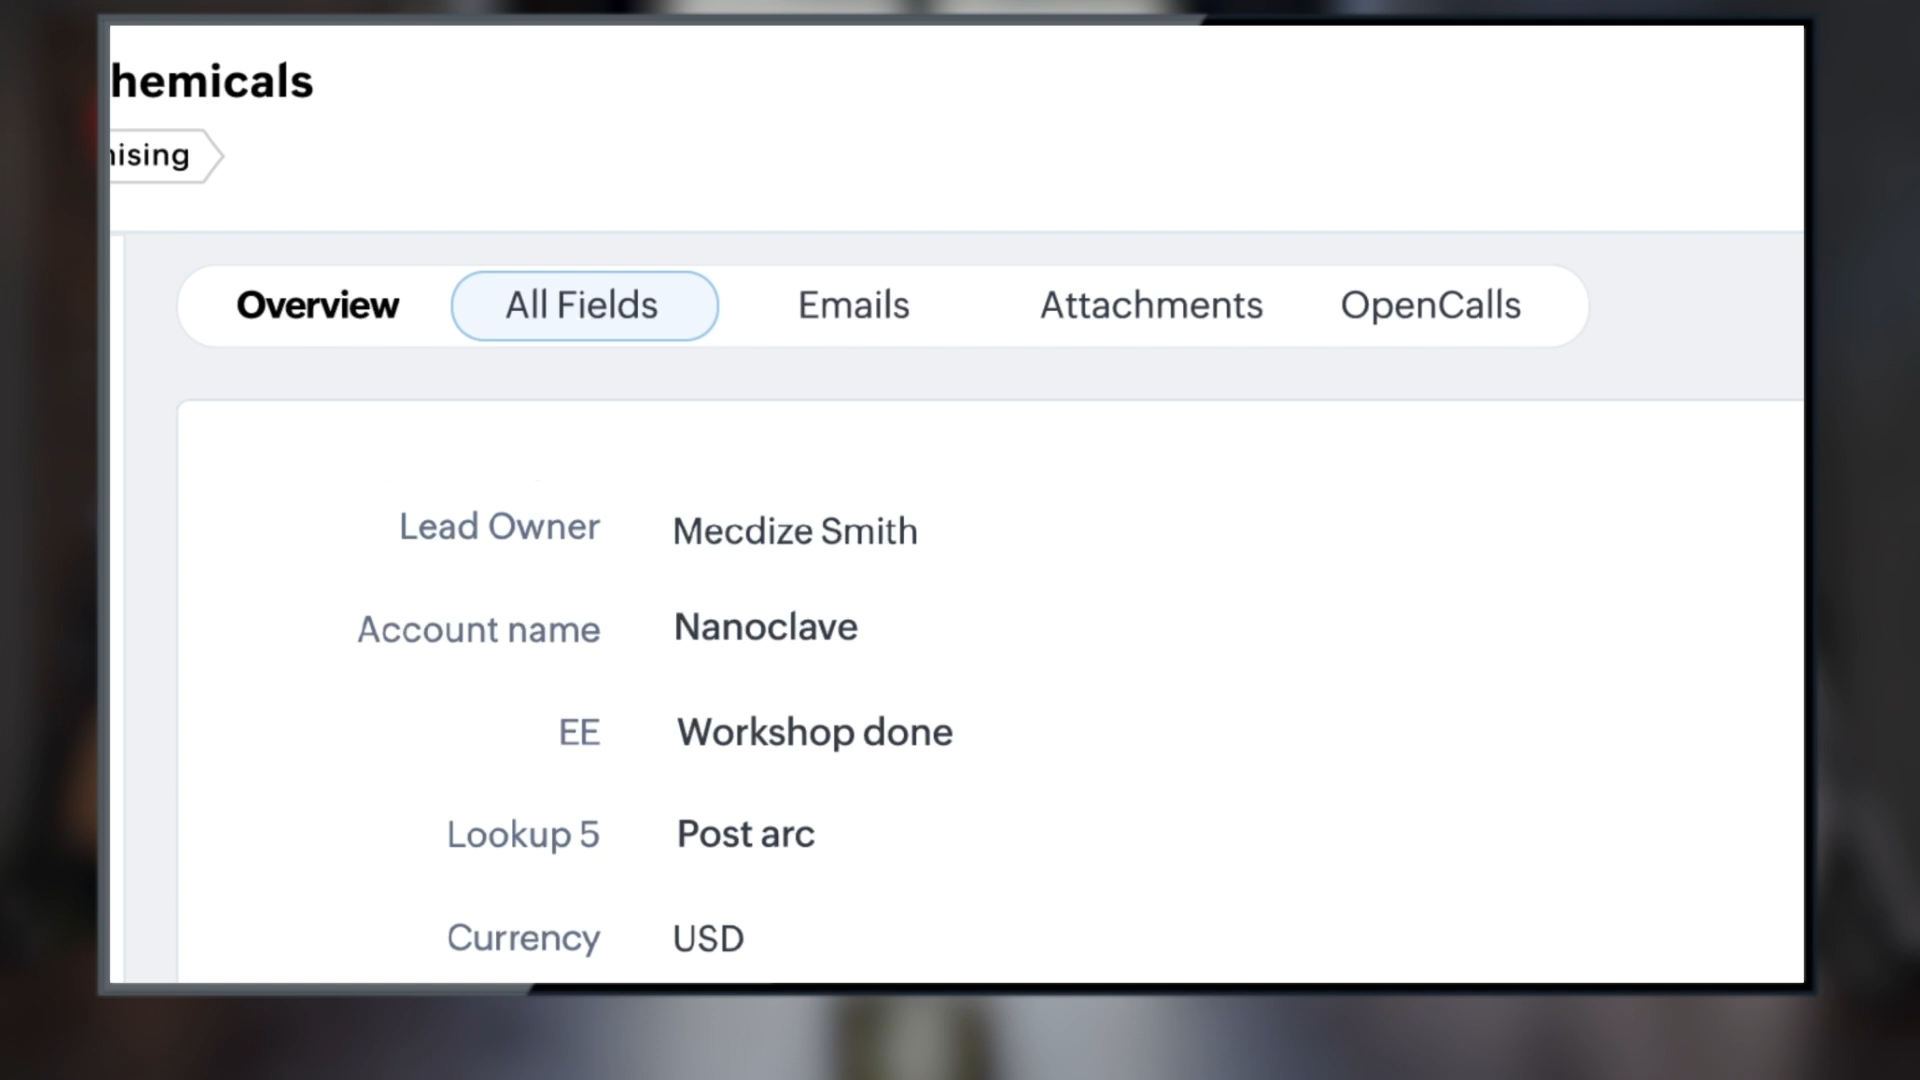 hemicals
ising
Overview All Fields Emails Attachments OpenCalls
Lead Owner Mecdize Smith
Account name Nanoclave
EE Workshop done
Lookup 5 Post arc
Currency USD